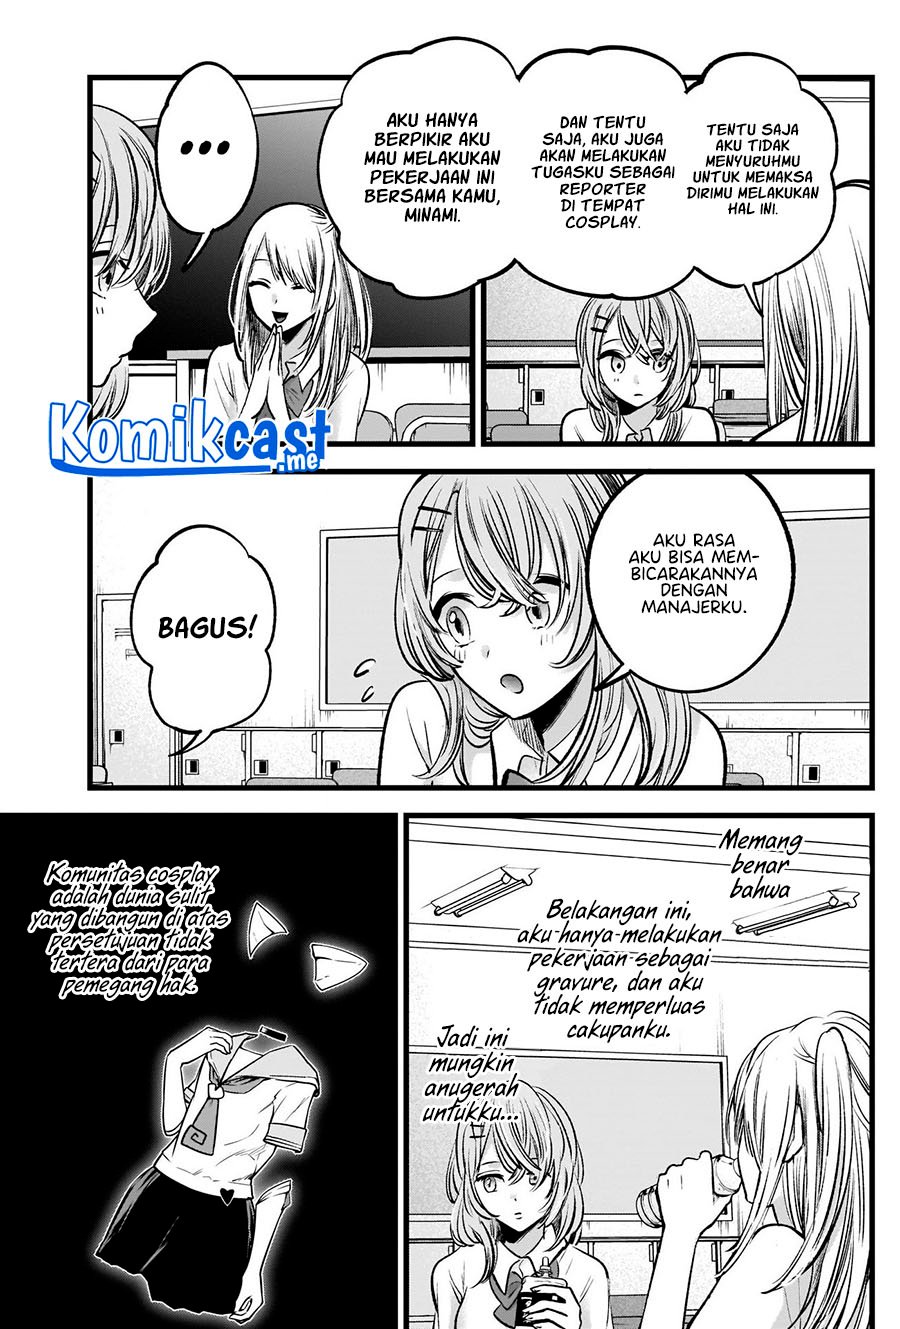 TENTU SAJA
AKU TIDAK
MENYURUHMU
UNTUK MEMAKSA
DIRIMU MELAKUKAN
HAL INI.
DAN TENTU
SAJA, AKU JUGA
AKAN MELAKUKAN
TUGASKU SEBAGAI
REPORTER
DI TEMPAT
COSPLAY.
AKU HANYA
BERPIKIR AKU
MAU MELAKUKAN
PEKERJAAN INI
BERSAMA KAMU,
MINAMI.
...
Komikcast
.me
AKU RASA
AKU BISA MEM-
BICARAKANNYA
DENGAN
MANAJERKU.
BAGUS!
Memang
benar
bahwa
Belakangan ini,
aku hanya melakukan
pekerjaan sebagai
gravure, dan aku
tidak memperluas
cakupanku.
Jadi ini
mungkin
anugerah
untukku...
Komunitas cosplay
adalah dunia sulit
yang dibangun di atas
persetujuan tidak
tertera dari para
pemegang hak.